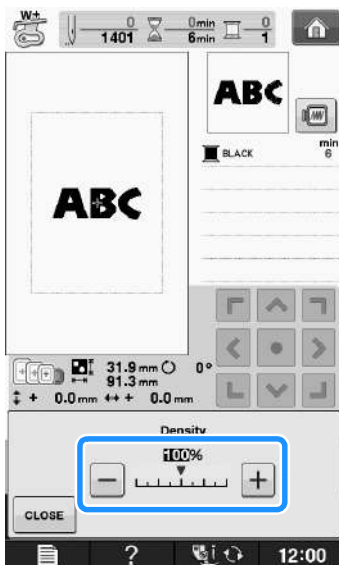 W+
0 0min 0
1401 6min 1
ABC
min
BLACK 6
ABC
31.9 mm 0°
91.3 mm
+ 0.0 mm + 0.0 mm
Density
100%
− +
CLOSE
? 12:00